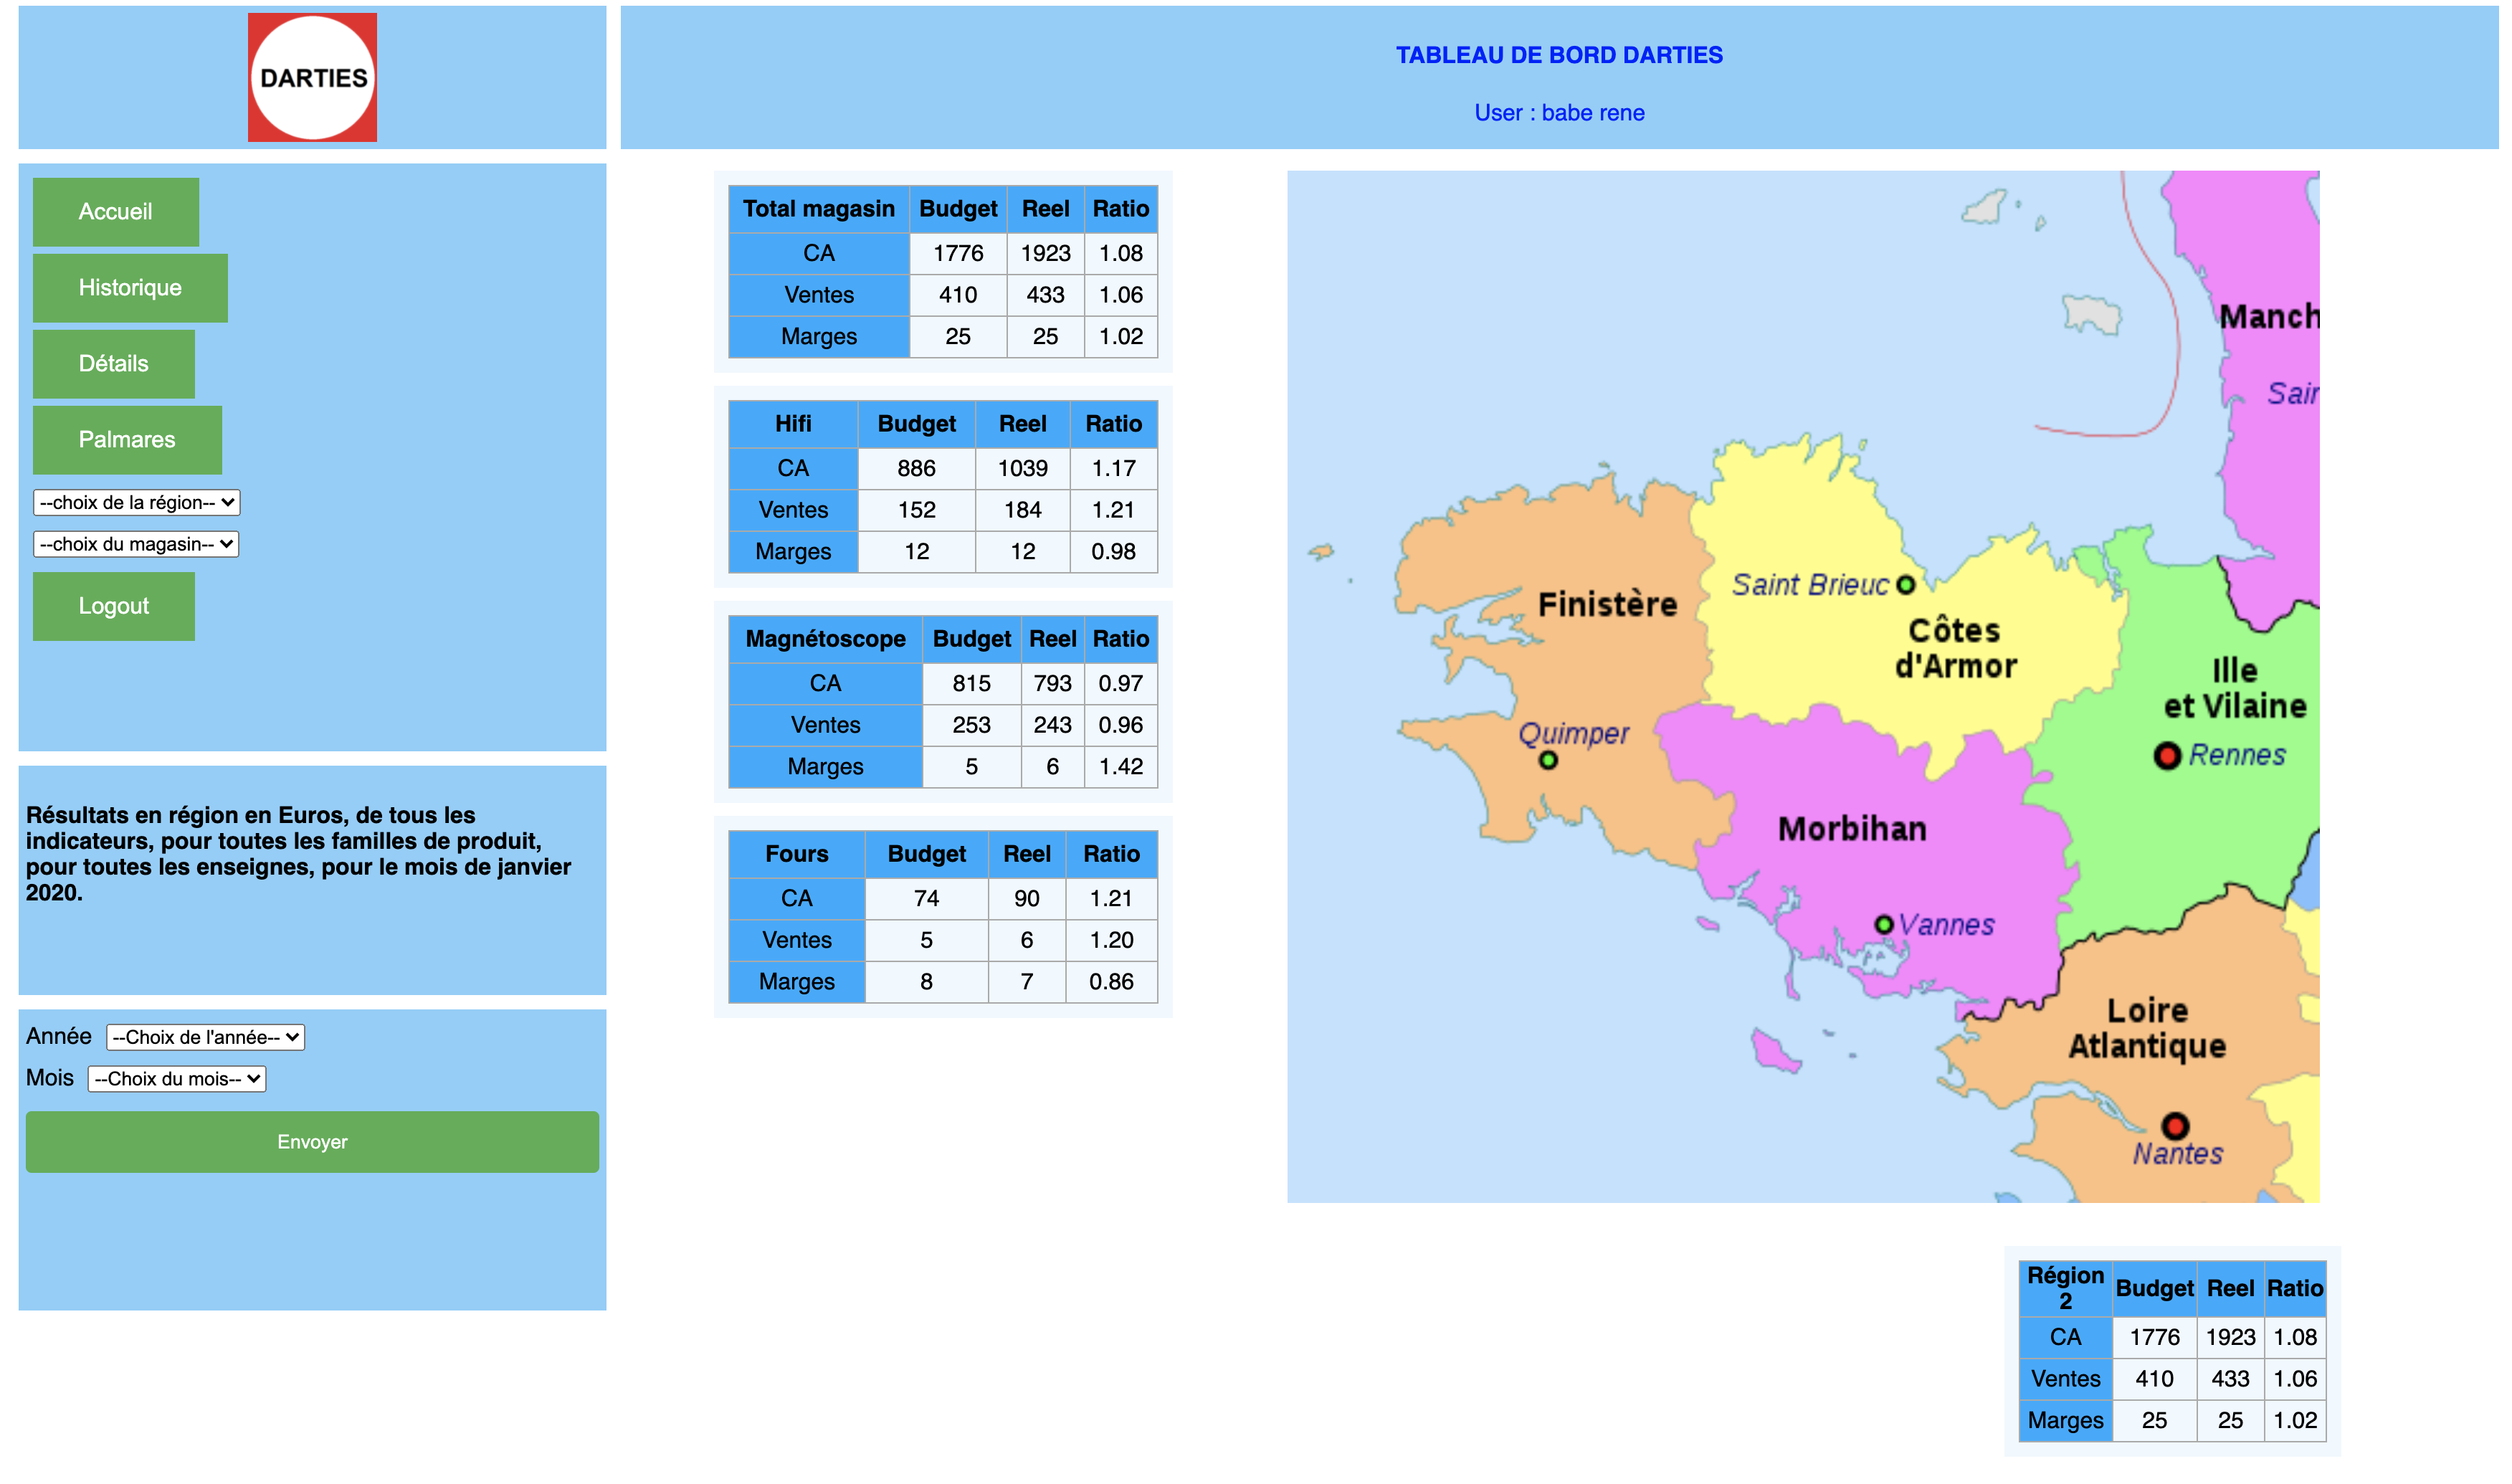 DARTIES
TABLEAU DE BORD DARTIES
User : babe rene
Accueil
Historique
Détails
Palmares
--choix de la région--
--choix du magasin--
Logout
Résultats en région en Euros, de tous les
indicateurs, pour toutes les familles de produit,
pour toutes les enseignes, pour le mois de janvier
2020.
Année --Choix de l'année--
Mois --Choix du mois--
Envoyer
Total magasin Budget Reel Ratio
CA 1776 1923 1.08
Ventes 410 433 1.06
Marges 25 25 1.02
Hifi Budget Reel Ratio
CA 886 1039 1.17
Ventes 152 184 1.21
Marges 12 12 0.98
Magnétoscope Budget Reel Ratio
CA 815 793 0.97
Ventes 253 243 0.96
Marges 5 6 1.42
Fours Budget Reel Ratio
CA 74 90 1.21
Ventes 5 6 1.20
Marges 8 7 0.86
Manch
Sair
Finistère
Saint Brieuc
Côtes
d'Armor
Ille
et Vilaine
Quimper
Rennes
Morbihan
Vannes
Loire
Atlantique
Nantes
Région
2
Budget Reel Ratio
CA 1776 1923 1.08
Ventes 410 433 1.06
Marges 25 25 1.02